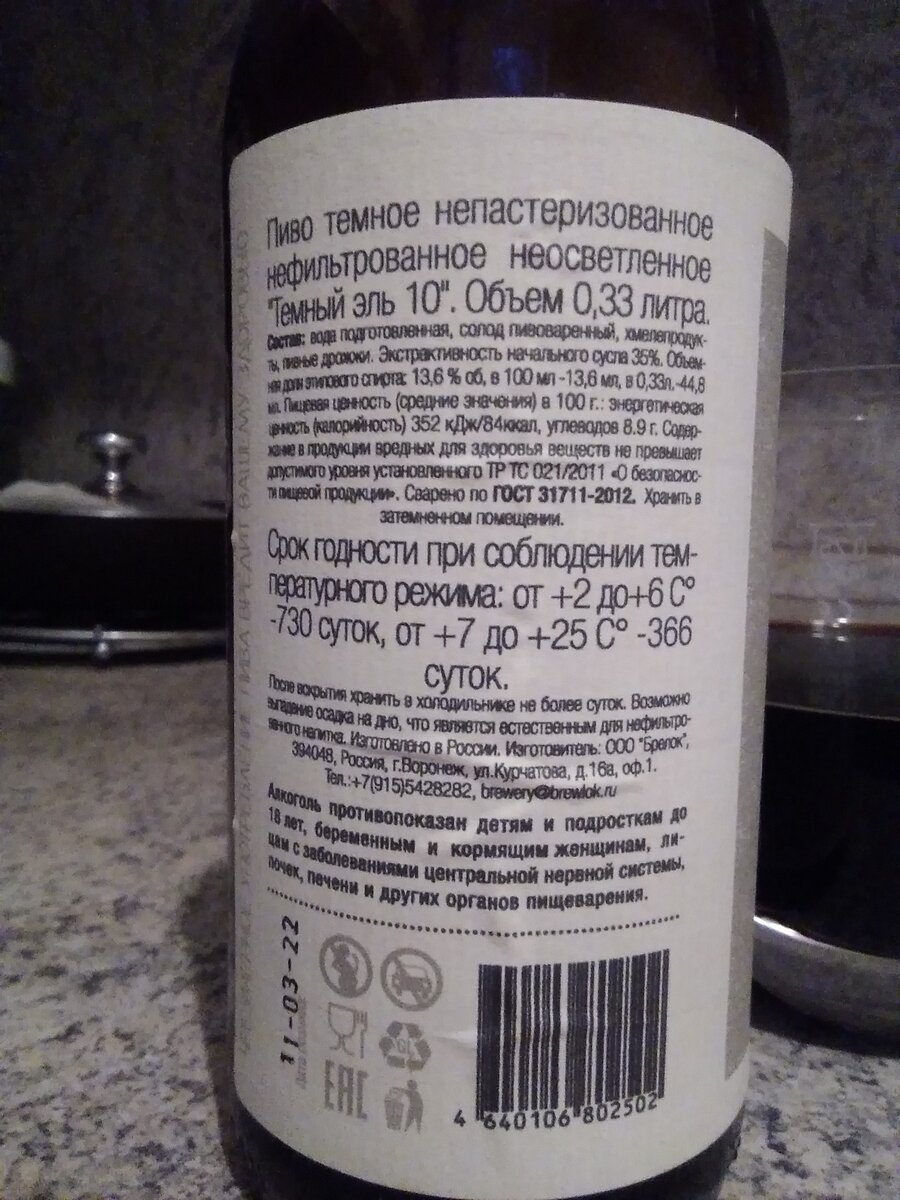 Пиво темное непастеризованное
нефильтрованное неосветленное
"Темный эль 10". Объем 0,33 литра.
Состав: вода подготовленная, солод пивоваренный, хмелепродук-
ты, пивные дрожжи. Экстрактивность начального сусла 35%. Объем-
ная доля этилового спирта: 13,6 % об, в 100 мл -13,6 мл, в 0,33л,-44,8
мл. Пищевая ценность (средние значения) в 100 г.: энергетическая
ценность (калорийность) 352 кДж/84ккал, углеводов 8.9 г. Содер-
жание в продукции вредных для здоровья веществ не превышает
допустимого уровня установленного ТР ТС 021/2011 «О безопаснос-
ти пищевой продукции». Сварено по ГОСТ 31711-2012. Хранить в
затемненном помещении.
Срок годности при соблюдении тем-
пературного режима: от +2 до+6 С°
-730 суток, от +7 до +25 С° -366
суток.
После вскрытия хранить в холодильнике не более суток. Возможно
выпадение осадка на дно, что является естественным для нефильтро-
ванного напитка. Изготовлено в России. Изготовитель: ООО "Брелок",
394048, Россия, г.Воронеж, ул.Курчатова, д.16а, оф.1.
Тел.:+7(915)5428282, brewery@brewlok.ru
Алкоголь противопоказан детям и подросткам до
18 лет, беременным и кормящим женщинам, ли-
цам с заболеваниями центральной нервной системы,
почек, печени и других органов пищеварения.
11-03-22
GL
EAC
4 640106 802502
ПИВА ВРЕДИТ ВАШЕМУ ЗДОРОВЬЮ